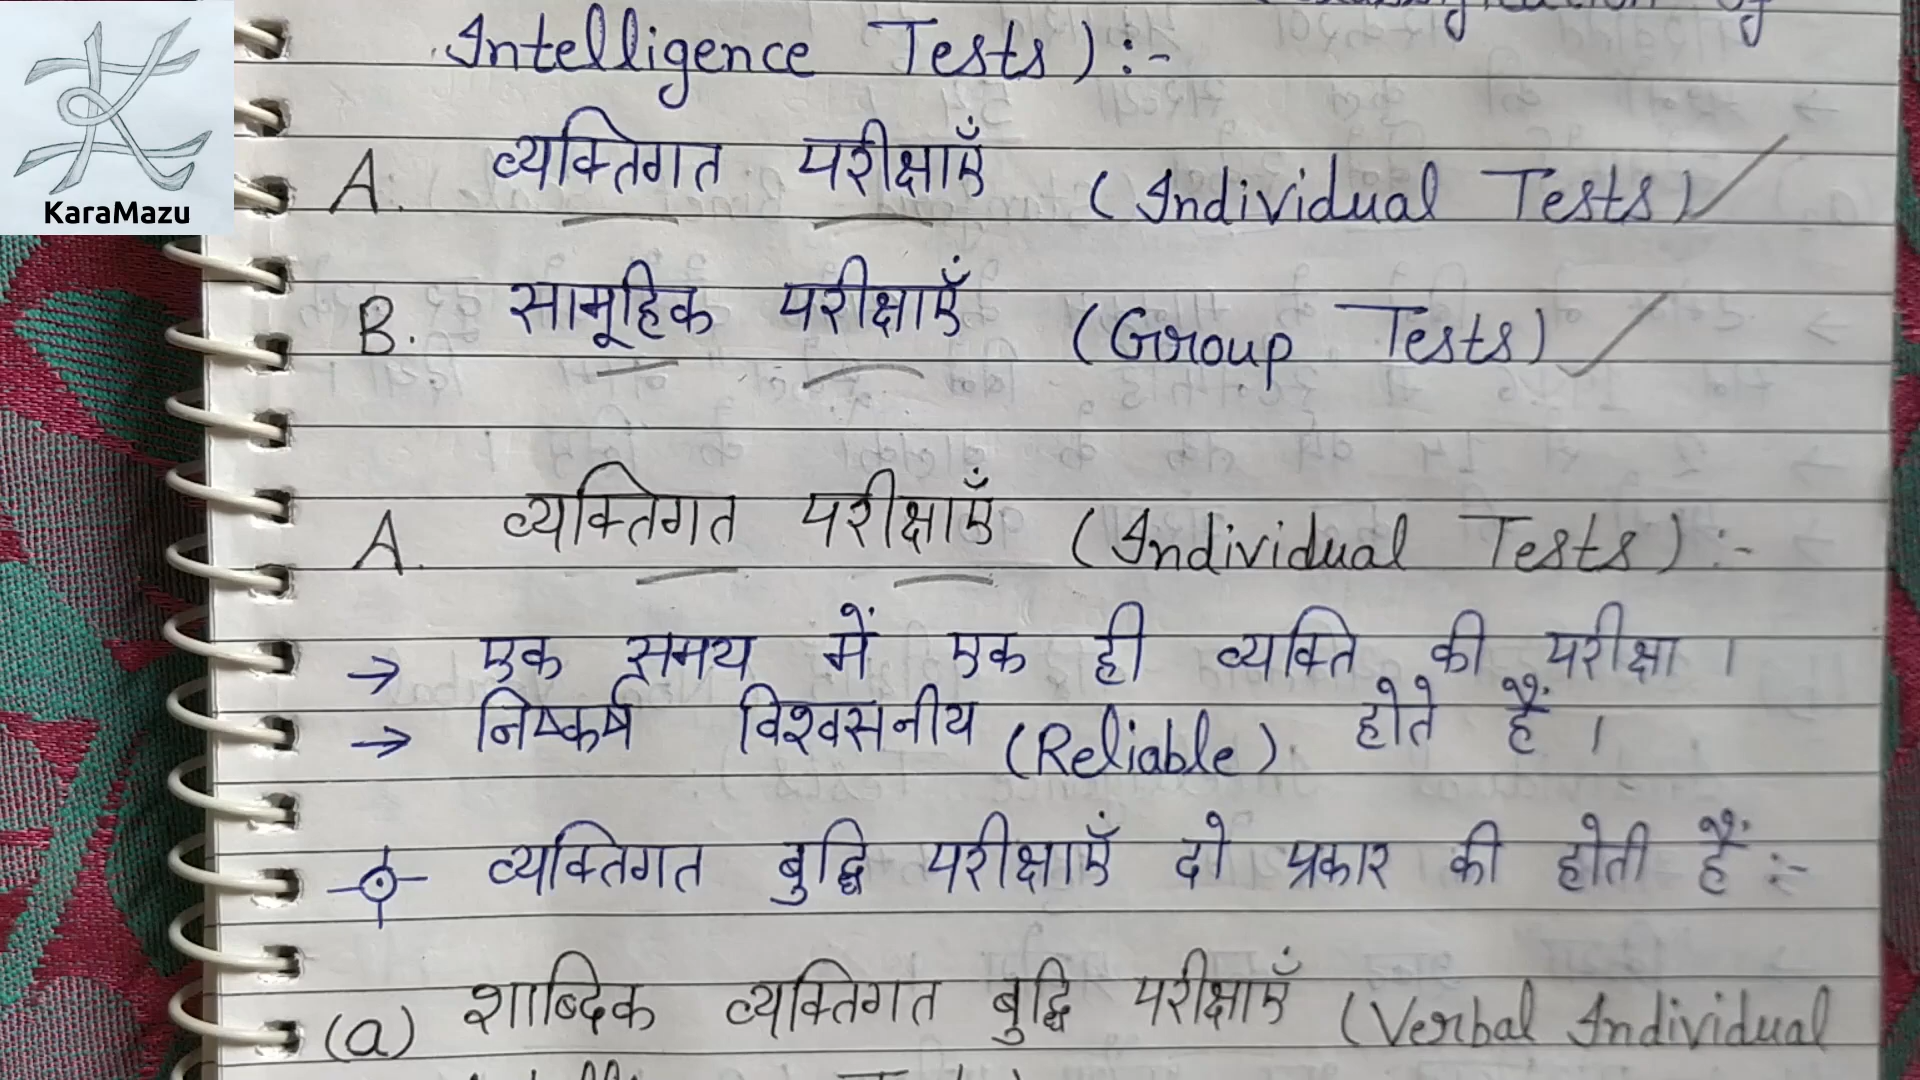 Intelligence Tests) :-
KaraMazu
A. व्यक्तिगत परीक्षाएँ (Individual Tests)
B. सामूहिक परीक्षाएँ (Group Tests)
A. व्यक्तिगत परीक्षाएँ (Individual Tests) :-
→ एक समय में एक ही व्यक्ति की परीक्षा ।
→ निष्कर्ष विश्वसनीय (Reliable) होते हैं ।
व्यक्तिगत बुद्धि परीक्षाएँ दो प्रकार की होती हैं :-
(a) शाब्दिक व्यक्तिगत बुद्धि परीक्षाएँ (Verbal Individual